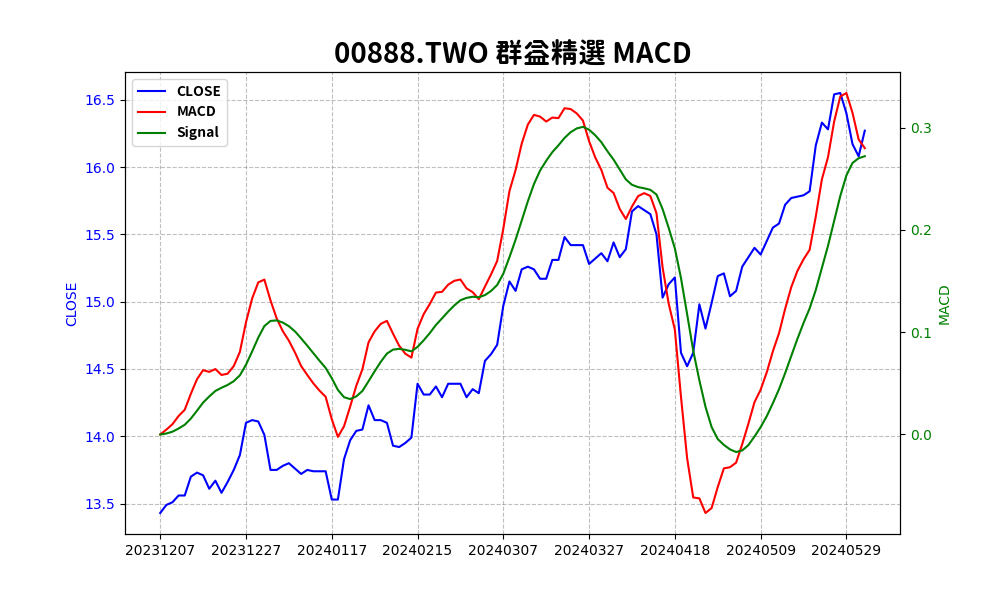 00888.TWO 群益精選 MACD
CLOSE
MACD
Signal
16.5
16.0
15.5
15.0
14.5
14.0
13.5
CLOSE
0.3
0.2
0.1
0.0
MACD
20231207 20231227 20240117 20240215 20240307 20240327 20240418 20240509 20240529